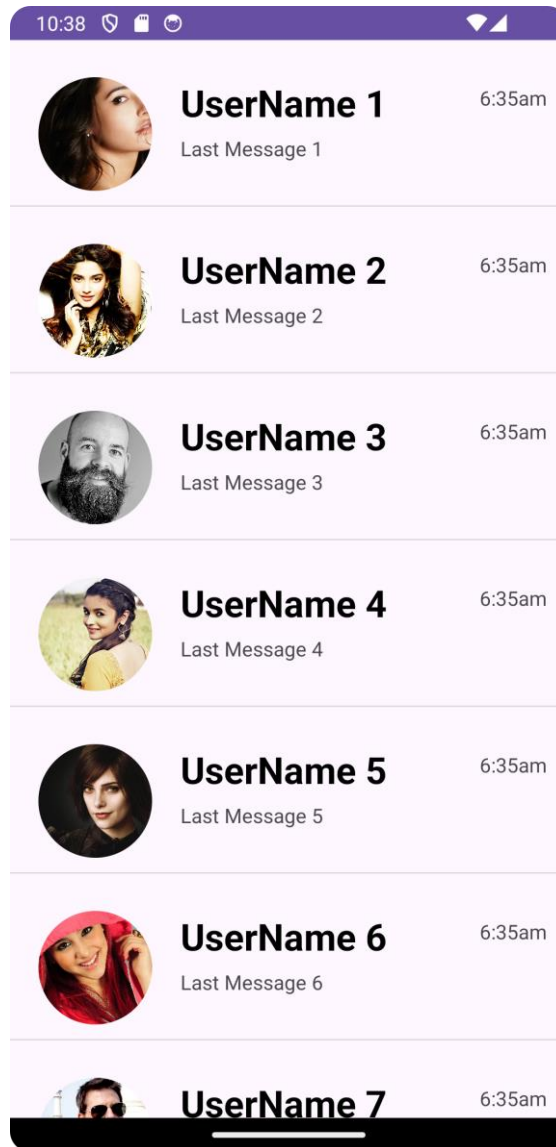 10:38
UserName 1 6:35am
Last Message 1
UserName 2 6:35am
Last Message 2
UserName 3 6:35am
Last Message 3
UserName 4 6:35am
Last Message 4
UserName 5 6:35am
Last Message 5
UserName 6 6:35am
Last Message 6
UserName 7 6:35am